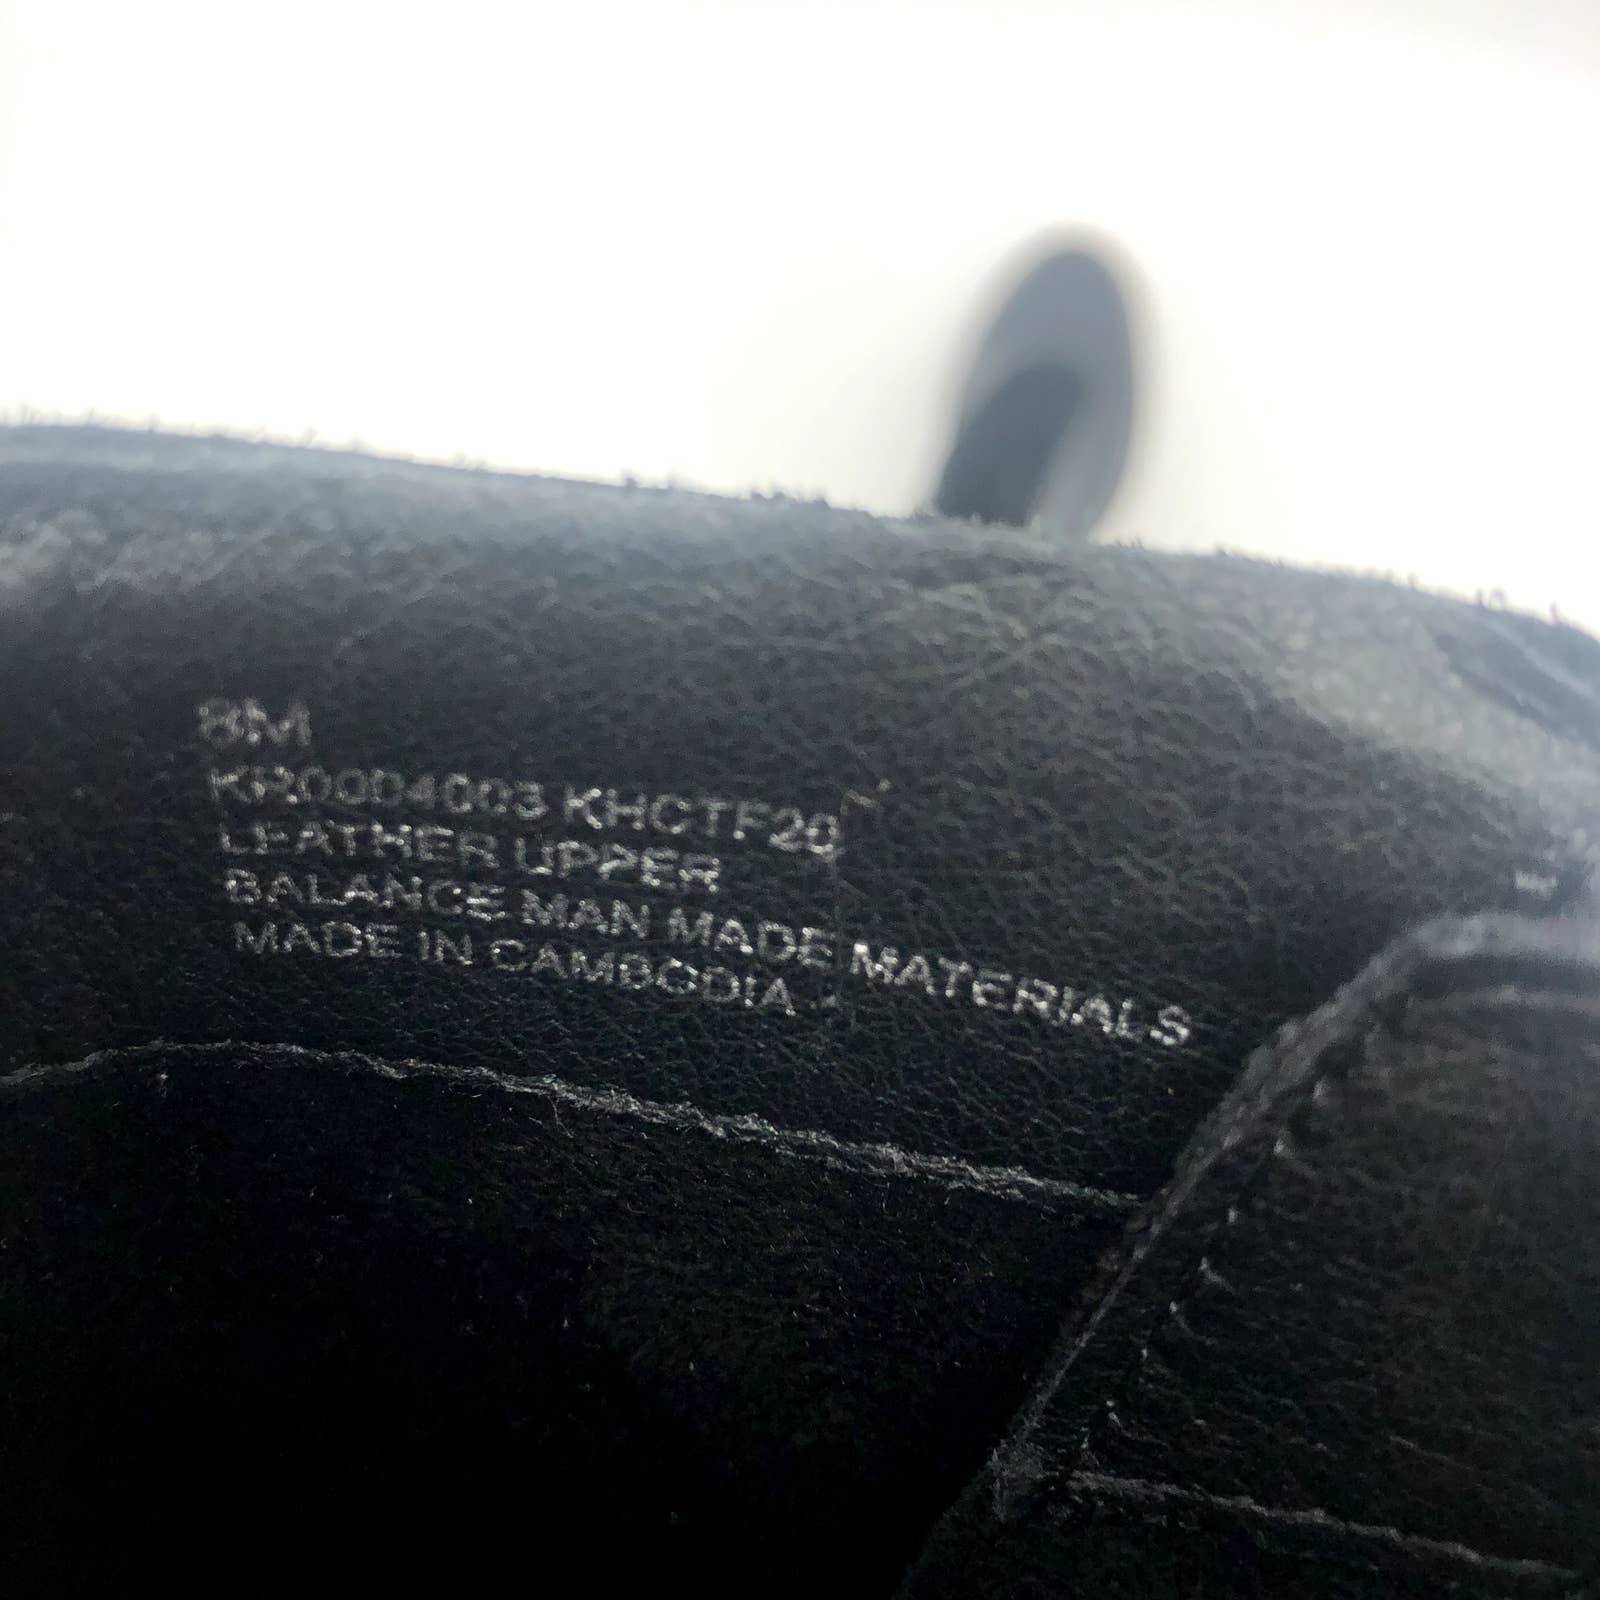 8M
KR0004003 KHCTF20
LEATHER UPPER
BALANCE MAN MADE MATERIALS
MADE IN CAMBODIA